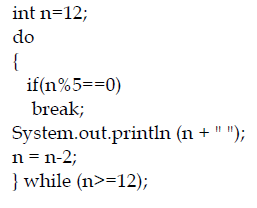 int n=12;
do
{
if(n%5==0)
break;
System.out.println (n + " ");
n = n-2;
} while (n>=12);